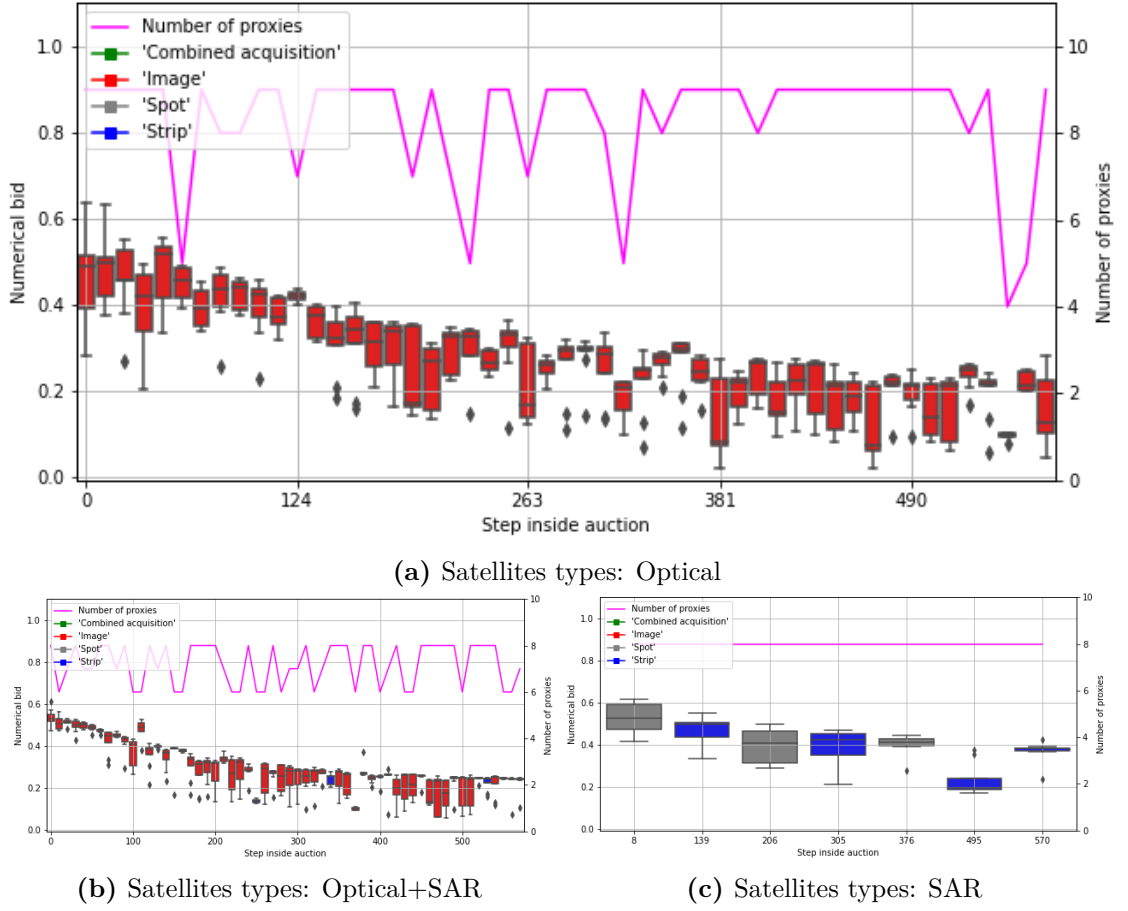 Number of proxies
'Combined acquisition'
'Image'
'Spot'
'Strip'
1.0
0.8
0.6
0.4
0.2
0.0
Numerical bid
10
8
6
4
2
0
Number of proxies
0 124 263 381 490
Step inside auction
(a) Satellites types: Optical
Number of proxies
'Combined acquisition'
'Image'
'Spot'
'Strip'
1.0
0.8
0.6
0.4
0.2
0.0
Numerical bid
10
8
6
4
2
0
Number of proxies
0 100 200 300 400 500
Step inside auction
(b) Satellites types: Optical+SAR
Number of proxies
'Combined acquisition'
'Image'
'Spot'
'Strip'
1.0
0.8
0.6
0.4
0.2
0.0
Numerical bid
10
8
6
4
2
0
Number of proxies
8 139 206 305 376 495 570
Step inside auction
(c) Satellites types: SAR